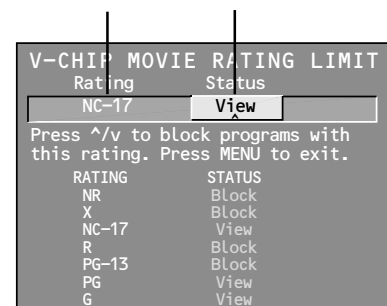 V-CHIP MOVIE RATING LIMIT
Rating Status
NC-17 View
Press ^/v to block programs with
this rating. Press MENU to exit.
RATING STATUS
NR Block
X Block
NC-17 View
R Block
PG-13 Block
PG View
G View